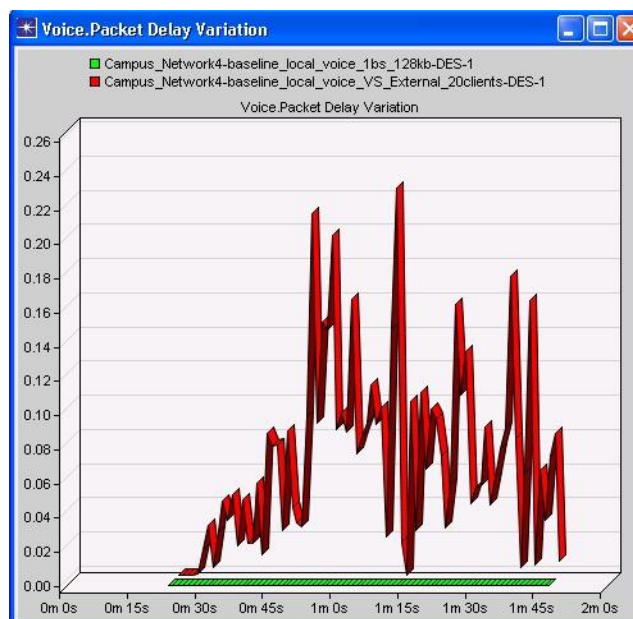 Voice.Packet Delay Variation
Campus_Network4-baseline_local_voice_1bs_128kb-DES-1
Campus_Network4-baseline_local_voice_VS_External_20clients-DES-1
Voice.Packet Delay Variation
0.26
0.24
0.22
0.20
0.18
0.16
0.14
0.12
0.10
0.08
0.06
0.04
0.02
0.00
0m 0s 0m 15s 0m 30s 0m 45s 1m 0s 1m 15s 1m 30s 1m 45s 2m 0s